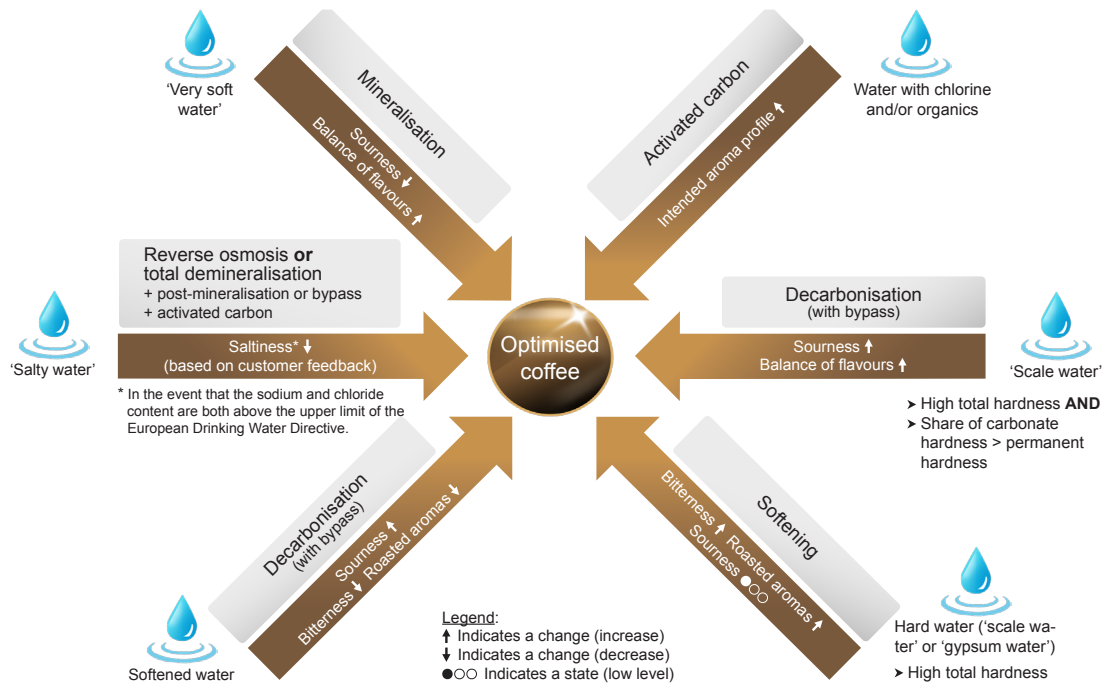 ‘Very soft
water’
Mineralisation
Sourness ↓
Balance of flavours ↑
Activated carbon
Intended aroma profile ↑
Water with chlorine
and/or organics
Reverse osmosis or
total demineralisation
+ post-mineralisation or bypass
+ activated carbon
‘Salty water’
Saltiness* ↓
(based on customer feedback)
* In the event that the sodium and chloride
content are both above the upper limit of the
European Drinking Water Directive.
Optimised
coffee
Decarbonisation
(with bypass)
Sourness ↑
Balance of flavours ↑
‘Scale water’
➤ High total hardness AND
➤ Share of carbonate
hardness > permanent
hardness
Decarbonisation
(with bypass)
Sourness ↑
Bitterness ↓ Roasted aromas ↓
Softened water
Softening
Bitterness ↑ Roasted aromas ↑
Sourness ●○○
Hard water (‘scale wa-
ter’ or ‘gypsum water’)
➤ High total hardness
Legend:
↑ Indicates a change (increase)
↓ Indicates a change (decrease)
●○○ Indicates a state (low level)